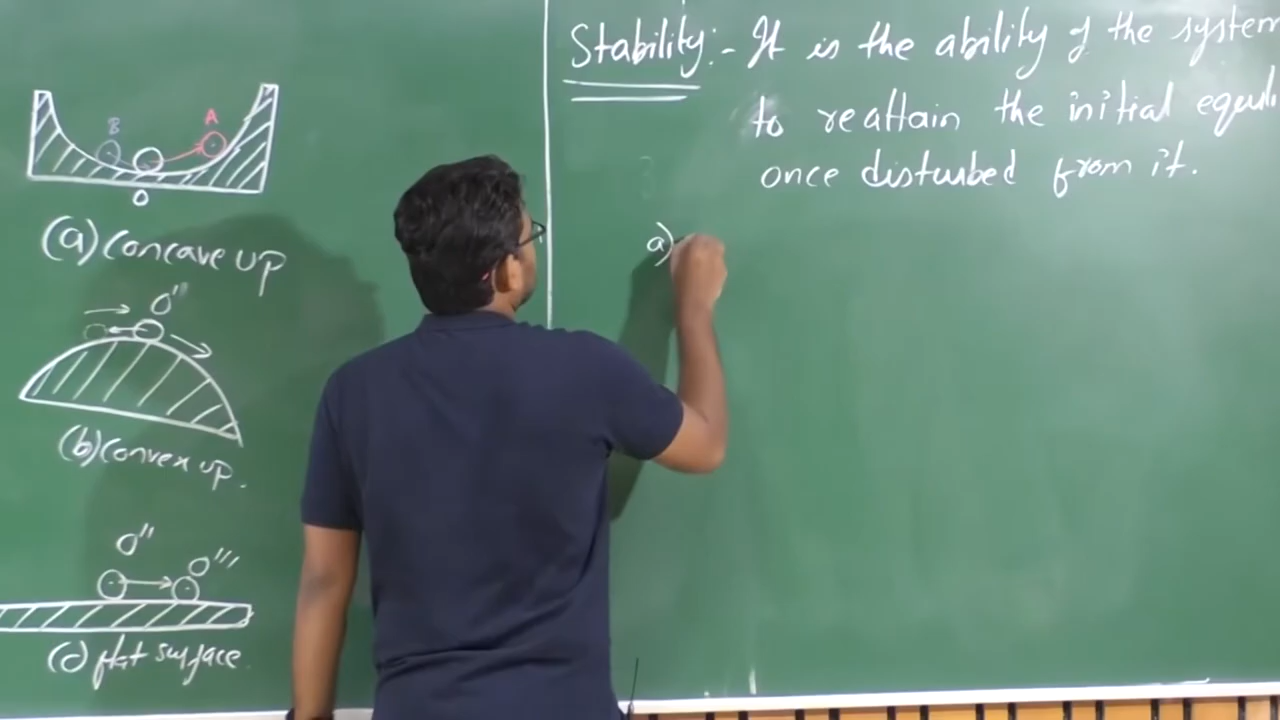 B
A
O
(a) concave up
O"
(b) convex up.
O"
O'''
(c) flat surface.
Stability:- It is the ability of the system
to reattain the initial equili
once disturbed from it.
a)